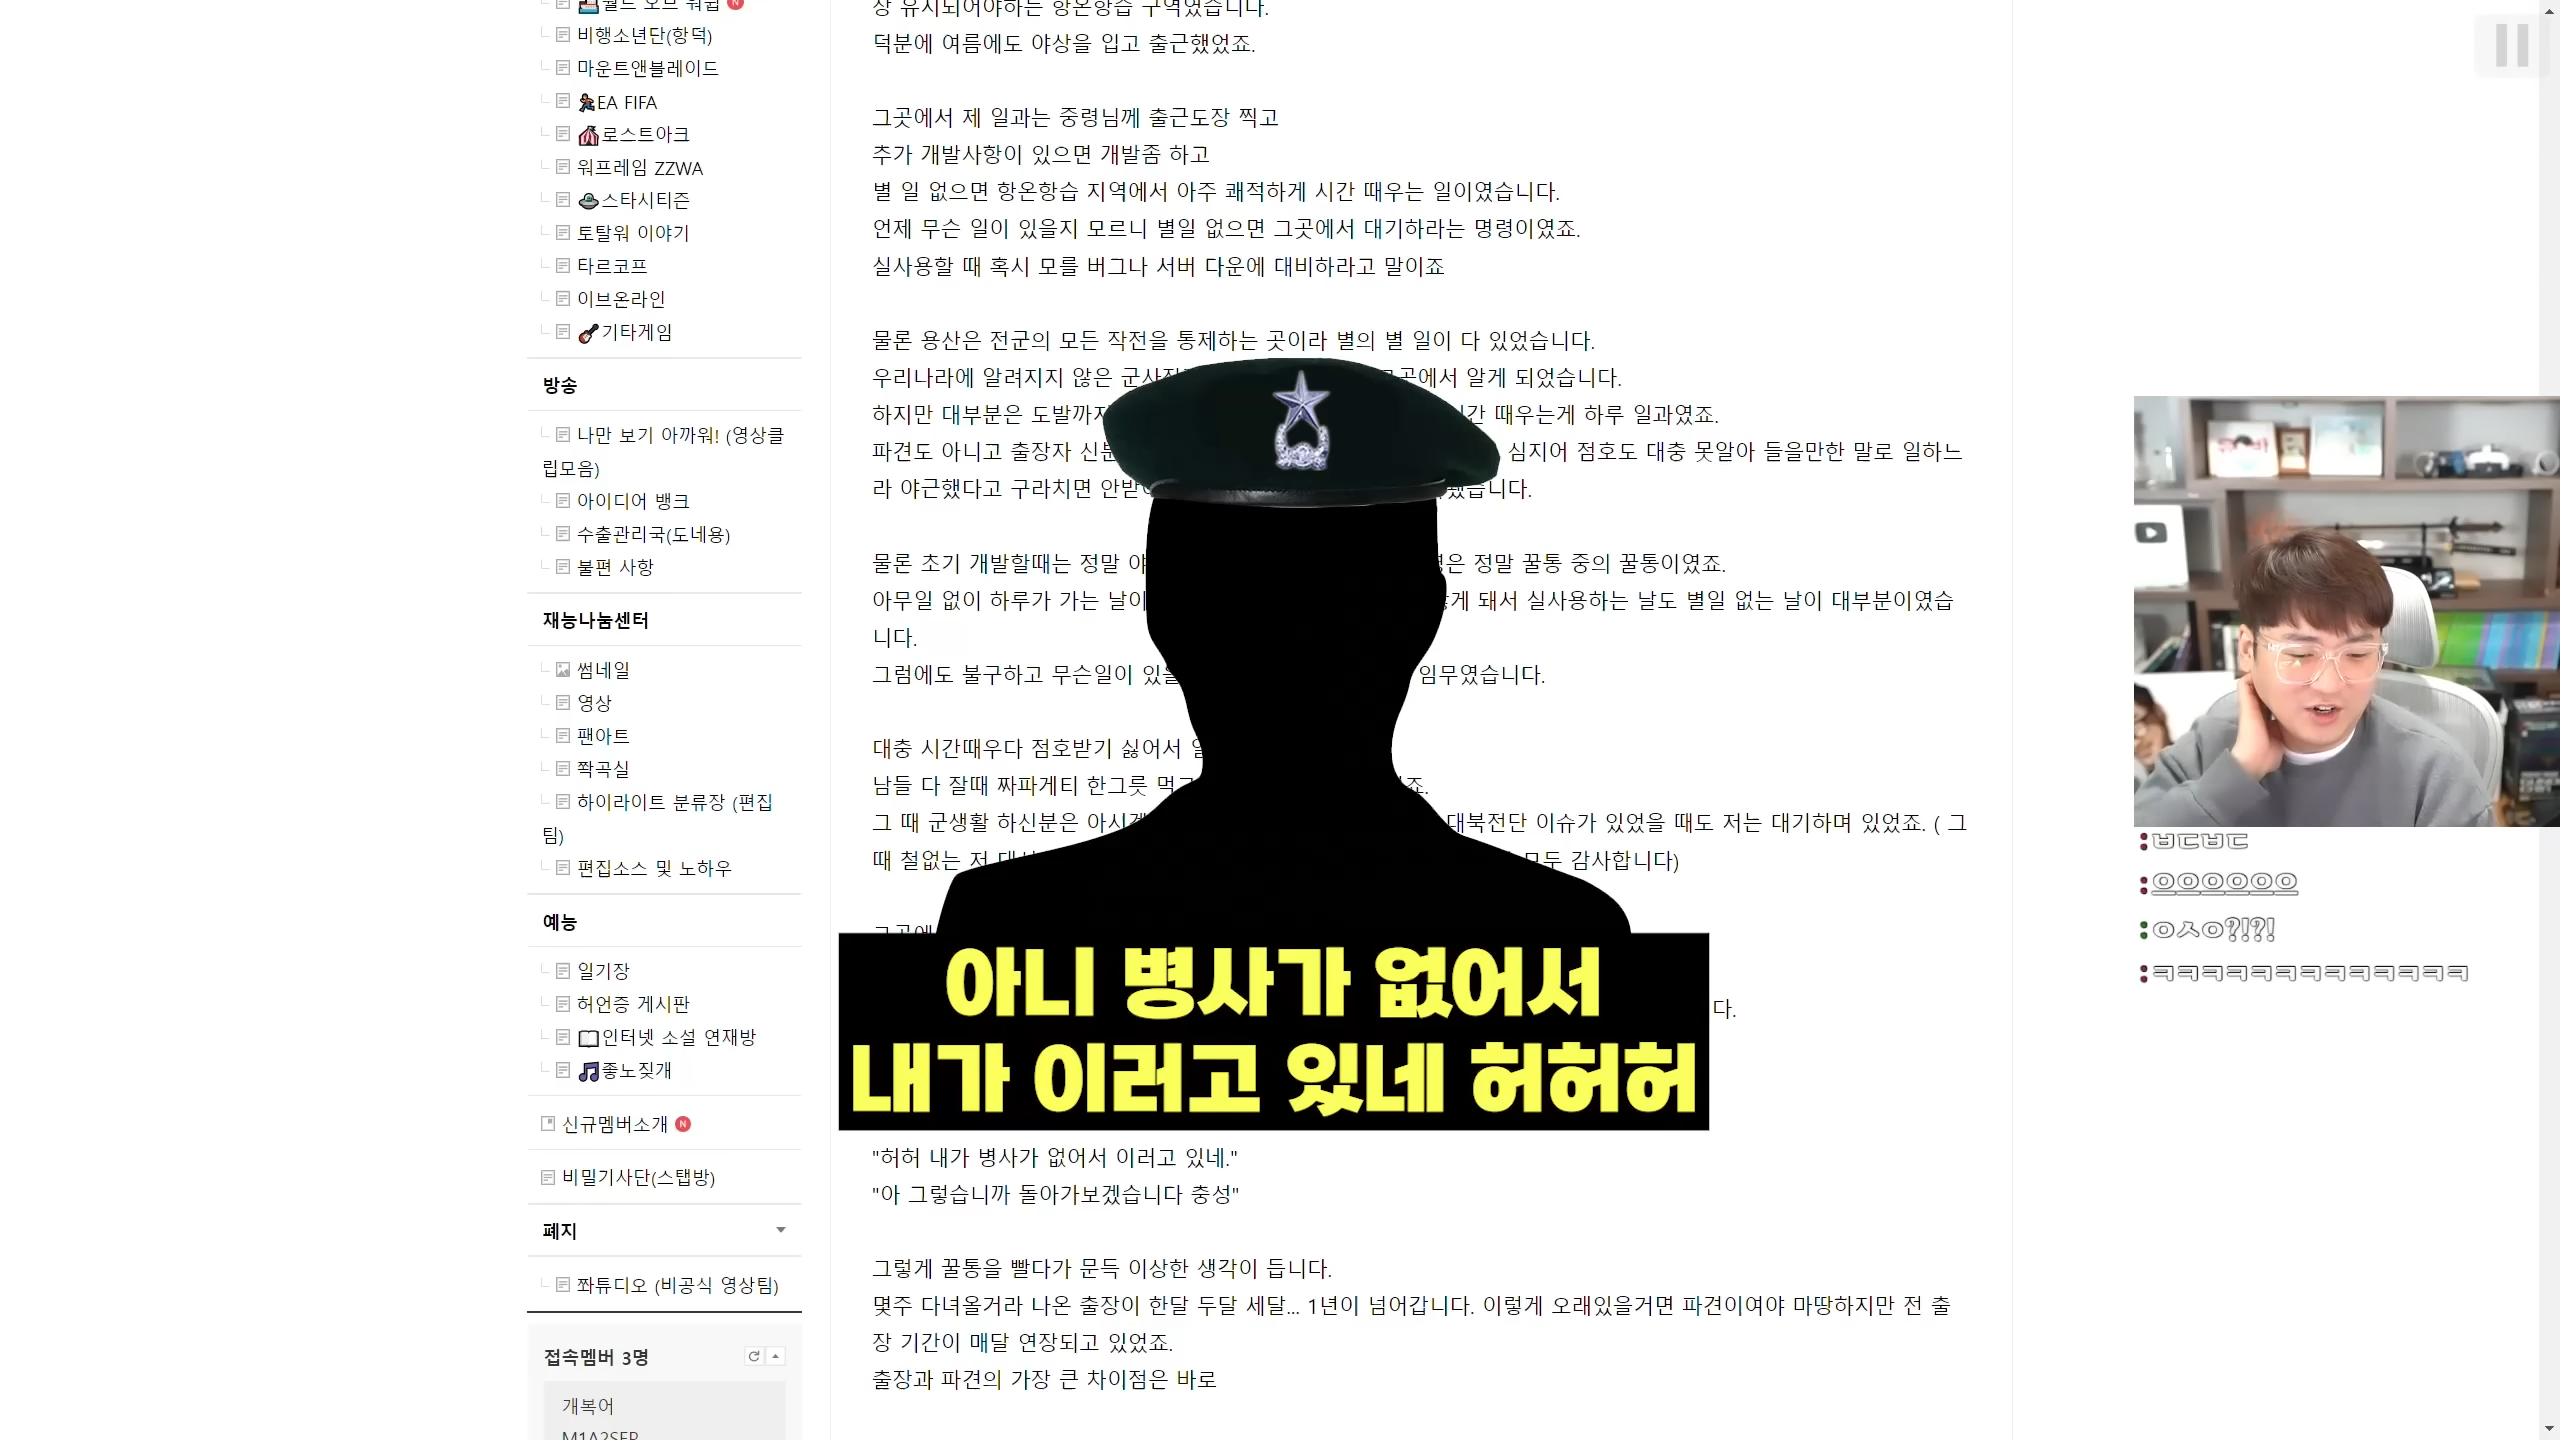 월드 오브 워쉽 N
비행소년단(항덕)
마운트앤블레이드
EA FIFA
로스트아크
워프레임 ZZWA
스타시티즌
토탈워 이야기
타르코프
이브온라인
기타게임
방송
나만 보기 아까워! (영상클
립모음)
아이디어 뱅크
수출관리국(도네용)
불편 사항
재능나눔센터
썸네일
영상
팬아트
쫙곡실
하이라이트 분류장 (편집
팀)
편집소스 및 노하우
예능
일기장
허언증 게시판
인터넷 소설 연재방
좋노짖개
신규멤버소개 N
비밀기사단(스탭방)
폐지
쫘튜디오 (비공식 영상팀)
접속멤버 3명
개복어
M1A2SEP
장 유지되어야하는 항온항습 구역였습니다.
덕분에 여름에도 야상을 입고 출근했었죠.
그곳에서 제 일과는 중령님께 출근도장 찍고
추가 개발사항이 있으면 개발좀 하고
별 일 없으면 항온항습 지역에서 아주 쾌적하게 시간 때우는 일이였습니다.
언제 무슨 일이 있을지 모르니 별일 없으면 그곳에서 대기하라는 명령이였죠.
실사용할 때 혹시 모를 버그나 서버 다운에 대비하라고 말이죠
물론 용산은 전군의 모든 작전을 통제하는 곳이라 별의 별 일이 다 있었습니다.
우리나라에 알려지지 않은 그곳에서 알게 되었습니다.
하지만 대부분은 때우는게 하루 일과였죠.
파견도 아니고 출장자 심지어 점호도 대충 못알아 들을만한 말로 일하느
라 야근했다고 구라치면
물론 초기 개발할때는 정말 정말 꿀통 중의 꿀통이였죠.
아무일 없이 하루가 가는 돼서 실사용하는 날도 별일 없는 날이 대부분이였습
니다.
그럼에도 불구하고 무슨일이 임무였습니다.
대충 시간때우다 점호받기 싫어서
남들 다 잘때 짜파게티 한그릇
그 때 군생활 하신분은 대북전단 이슈가 있었을 때도 저는 대기하며 있었죠. ( 그
때 철없는 저 모두 감사합니다)
아니 병사가 없어서
내가 이러고 있네 허허허
"허허 내가 병사가 없어서 이러고 있네."
"아 그렇습니까 돌아가보겠습니다 충성"
그렇게 꿀통을 빨다가 문득 이상한 생각이 듭니다.
몇주 다녀올거라 나온 출장이 한달 두달 세달... 1년이 넘어갑니다. 이렇게 오래있을거면 파견이여야 마땅하지만 전 출
장 기간이 매달 연장되고 있었죠.
출장과 파견의 가장 큰 차이점은 바로
:ㅂㄷㅂㄷ
:으으으으으으
:ㅇㅅㅇ?!?!
:ㅋㅋㅋㅋㅋㅋㅋㅋㅋㅋㅋㅋㅋ